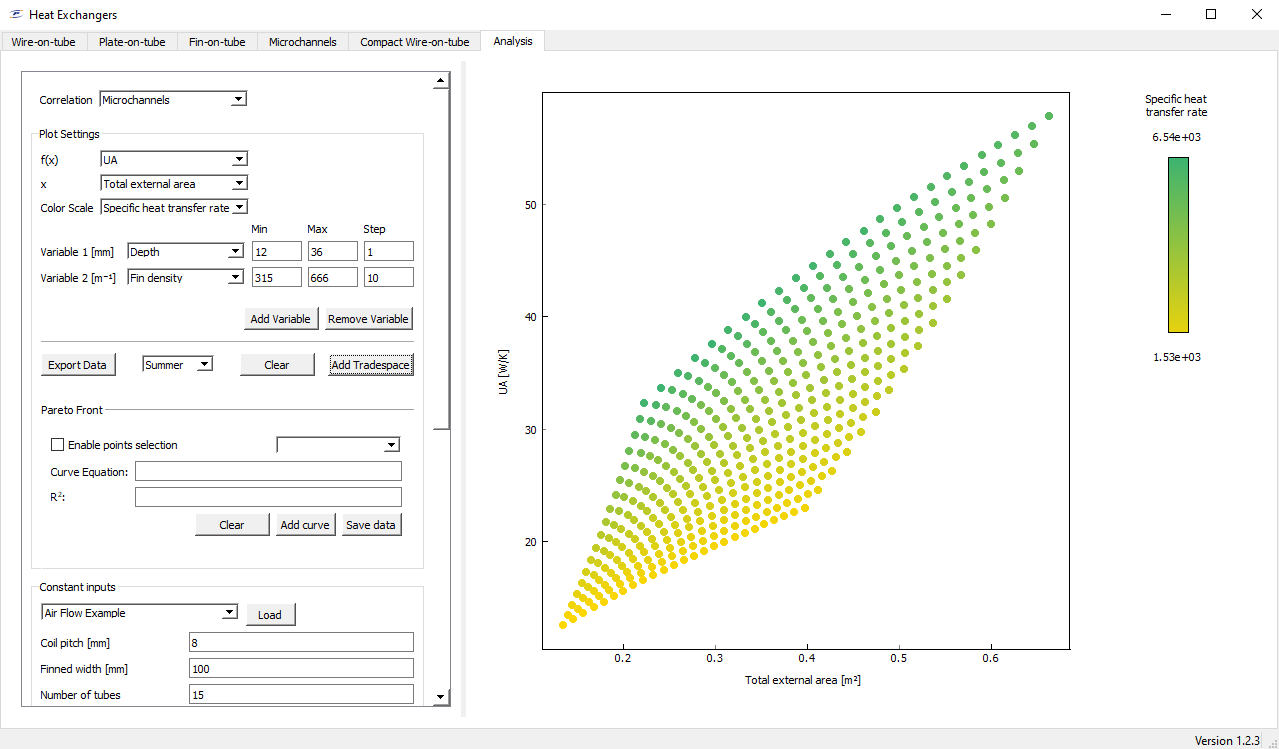 Heat Exchangers
Wire-on-tube Plate-on-tube Fin-on-tube Microchannels Compact Wire-on-tube Analysis
Correlation Microchannels
Plot Settings
f(x) UA
x Total external area
Color Scale Specific heat transfer rate
Min Max Step
Variable 1 [mm] Depth 12 36 1
Variable 2 [m⁻¹] Fin density 315 666 10
Add Variable Remove Variable
Export Data Summer Clear Add Tradespace
Pareto Front
Enable points selection
Curve Equation:
R²:
Clear Add curve Save data
Constant inputs
Air Flow Example Load
Coil pitch [mm] 8
Finned width [mm] 100
Number of tubes 15
UA [W/K]
50
40
30
20
0.2 0.3 0.4 0.5 0.6
Total external area [m²]
Specific heat
transfer rate
6.54e+03
1.53e+03
Version 1.2.3